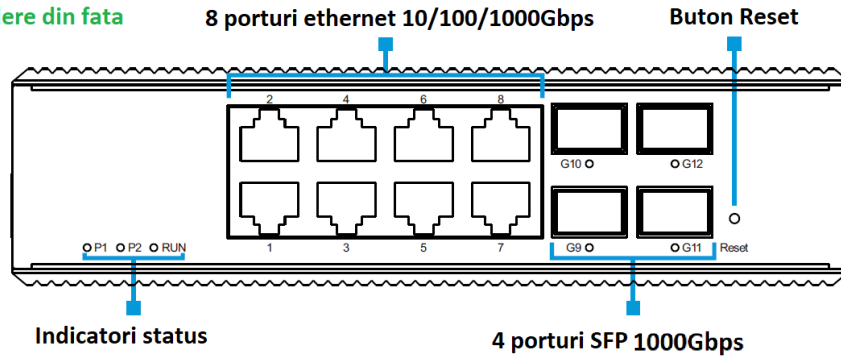 ere din fata
8 porturi ethernet 10/100/1000Gbps
Buton Reset
2 4 6 8
G10 G12
1 3 5 7
P1 P2 RUN
G9 G11 Reset
Indicatori status
4 porturi SFP 1000Gbps